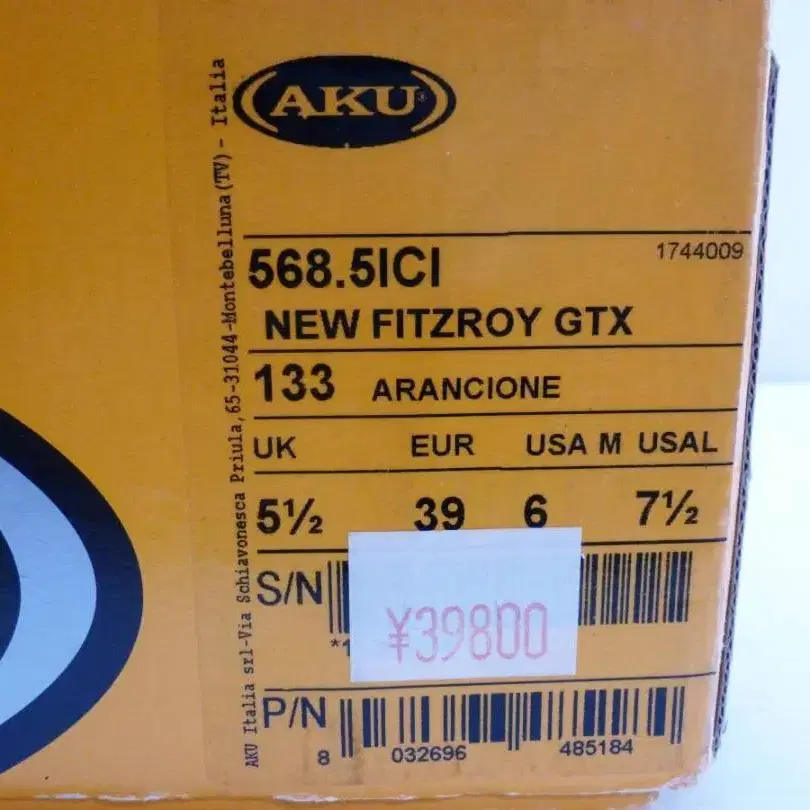 AKU
AKU Italia srl-Via Schiavonesca Priula,65-31044-Montebelluna(TV)- Italia
568.5ICI
1744009
NEW FITZROY GTX
133 ARANCIONE
UK EUR USA M USAL
5½ 39 6 7½
S/N
¥39800
P/N
8 032696 485184